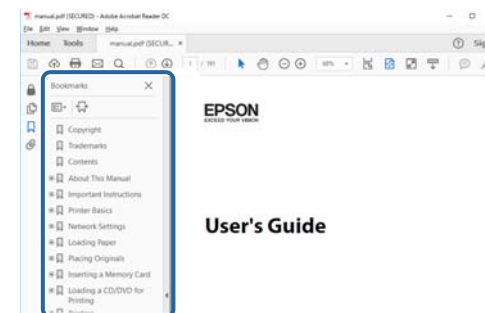 manual.pdf (SECURED) - Adobe Acrobat Reader DC
File Edit View Window Help
Home Tools manual.pdf (SECUR... ×
1 / 191
Bookmarks
Copyright
Trademarks
Contents
About This Manual
Important Instructions
Printer Basics
Network Settings
Loading Paper
Placing Originals
Inserting a Memory Card
Loading a CD/DVD for
Printing
EPSON
EXCEED YOUR VISION
User's Guide